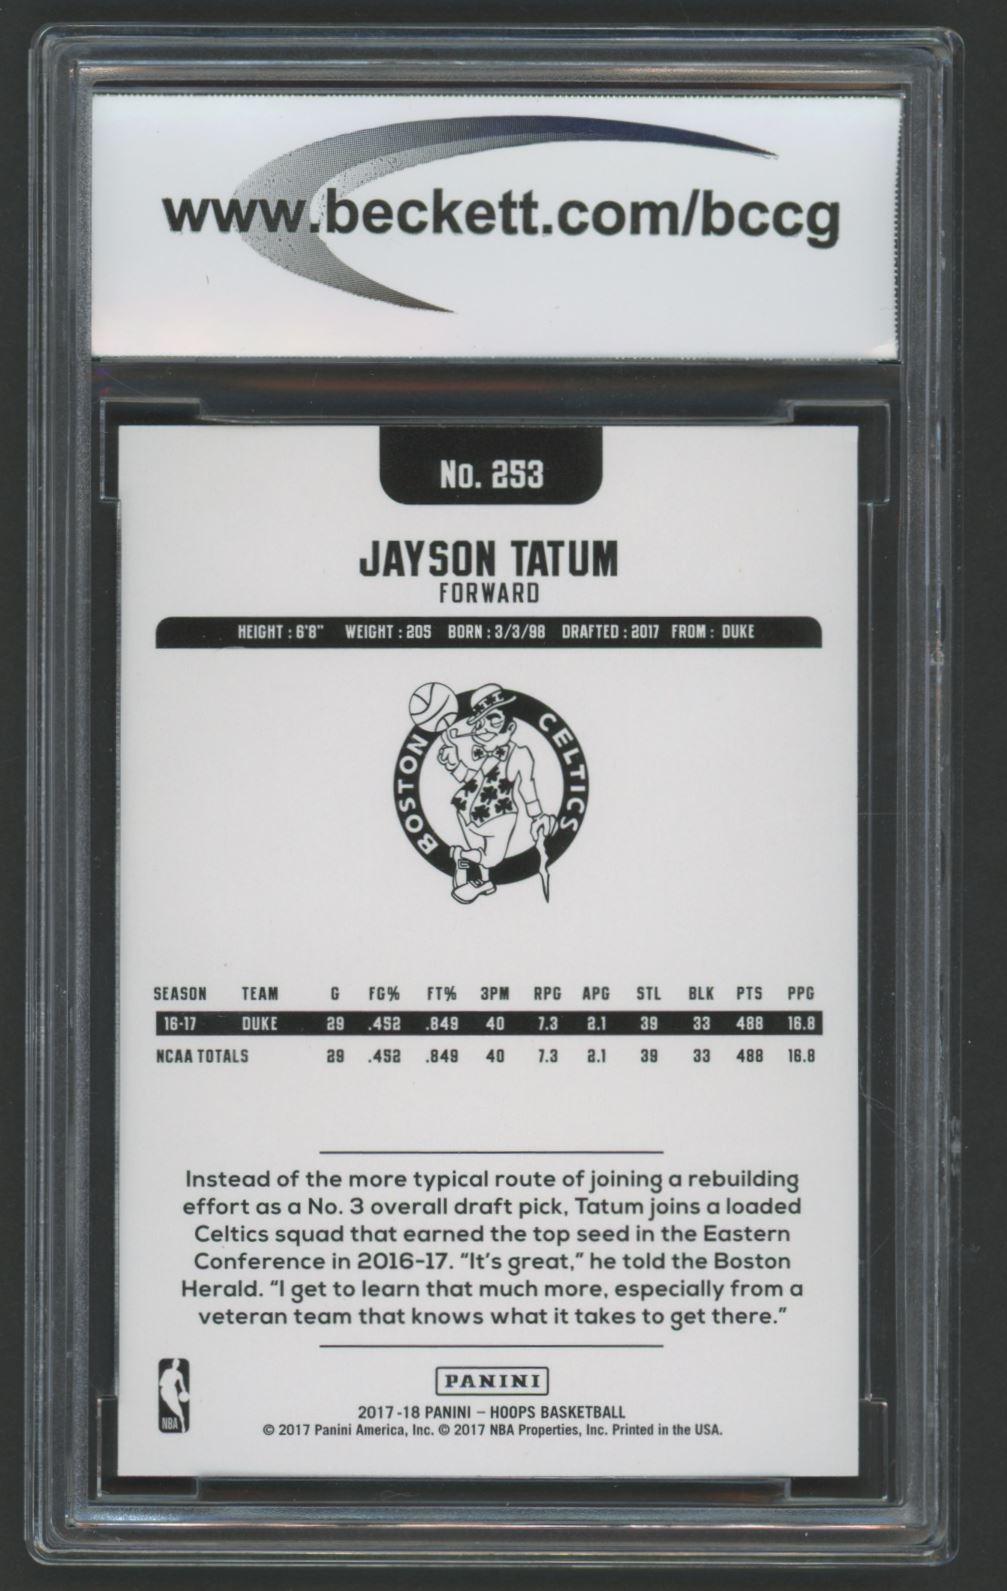 www.beckett.com/bccg
No. 253
JAYSON TATUM
FORWARD
HEIGHT : 6'8" WEIGHT : 205 BORN : 3/3/98 DRAFTED : 2017 FROM : DUKE
BOSTON CELTICS
SEASON TEAM G FG% FT% 3PM RPG APG STL BLK PTS PPG
16-17 DUKE 29 .452 .849 40 7.3 2.1 39 33 488 16.8
NCAA TOTALS 29 .452 .849 40 7.3 2.1 39 33 488 16.8
Instead of the more typical route of joining a rebuilding
effort as a No. 3 overall draft pick, Tatum joins a loaded
Celtics squad that earned the top seed in the Eastern
Conference in 2016-17. "It's great," he told the Boston
Herald. "I get to learn that much more, especially from a
veteran team that knows what it takes to get there."
NBA
PANINI
2017-18 PANINI – HOOPS BASKETBALL
© 2017 Panini America, Inc. © 2017 NBA Properties, Inc. Printed in the USA.